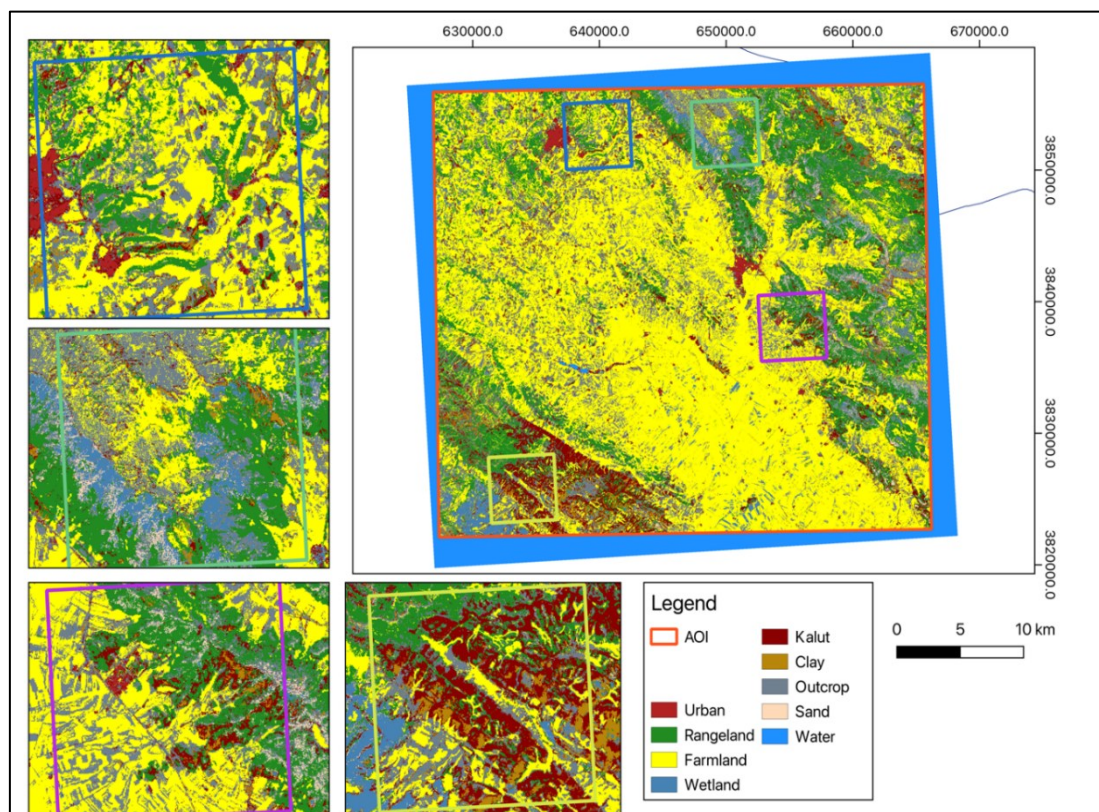 630000.0 640000.0 650000.0 660000.0 670000.0
3850000.0
3840000.0
3830000.0
3820000.0
Legend
AOI
Urban
Rangeland
Farmland
Wetland
Kalut
Clay
Outcrop
Sand
Water
0 5 10 km